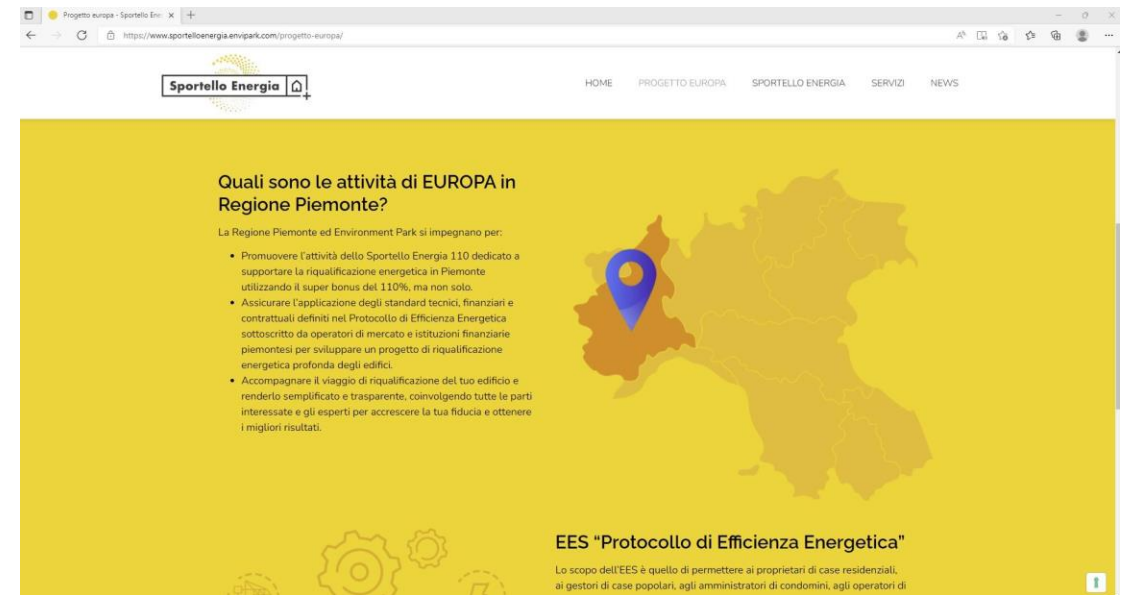 Progetto europa - Sportello Ener
https://www.sportelloenergia.envipark.com/progetto-europa/
Sportello Energia
HOME PROGETTO EUROPA SPORTELLO ENERGIA SERVIZI NEWS
Quali sono le attività di EUROPA in
Regione Piemonte?
La Regione Piemonte ed Environment Park si impegnano per:
• Promuovere l'attività dello Sportello Energia 110 dedicato a
supportare la riqualificazione energetica in Piemonte
utilizzando il super bonus del 110%, ma non solo.
• Assicurare l'applicazione degli standard tecnici, finanziari e
contrattuali definiti nel Protocollo di Efficienza Energetica
sottoscritto da operatori di mercato e istituzioni finanziarie
piemontesi per sviluppare un progetto di riqualificazione
energetica profonda degli edifici.
• Accompagnare il viaggio di riqualificazione del tuo edificio e
renderlo semplificato e trasparente, coinvolgendo tutte le parti
interessate e gli esperti per accrescere la tua fiducia e ottenere
i migliori risultati.
EES “Protocollo di Efficienza Energetica”
Lo scopo dell'EES è quello di permettere ai proprietari di case residenziali,
ai gestori di case popolari, agli amministratori di condomini, agli operatori di